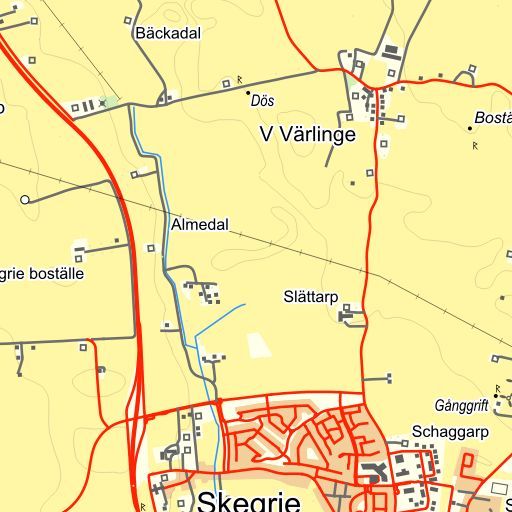 Bäckadal
Dös
Bostä
V Värlinge
Almedal
grie boställe
Slättarp
Gånggrift
Schaggarp
Skegrie